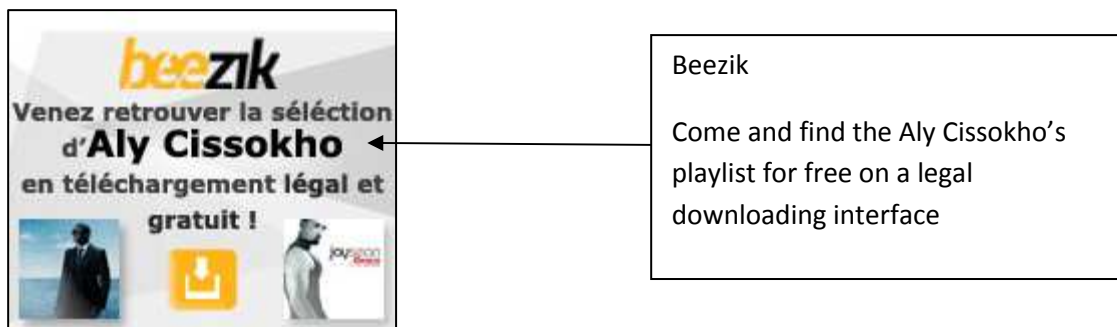 beezik
Venez retrouver la séléction
d'Aly Cissokho
en téléchargement légal et
gratuit !
Beezik
Come and find the Aly Cissokho’s
playlist for free on a legal
downloading interface